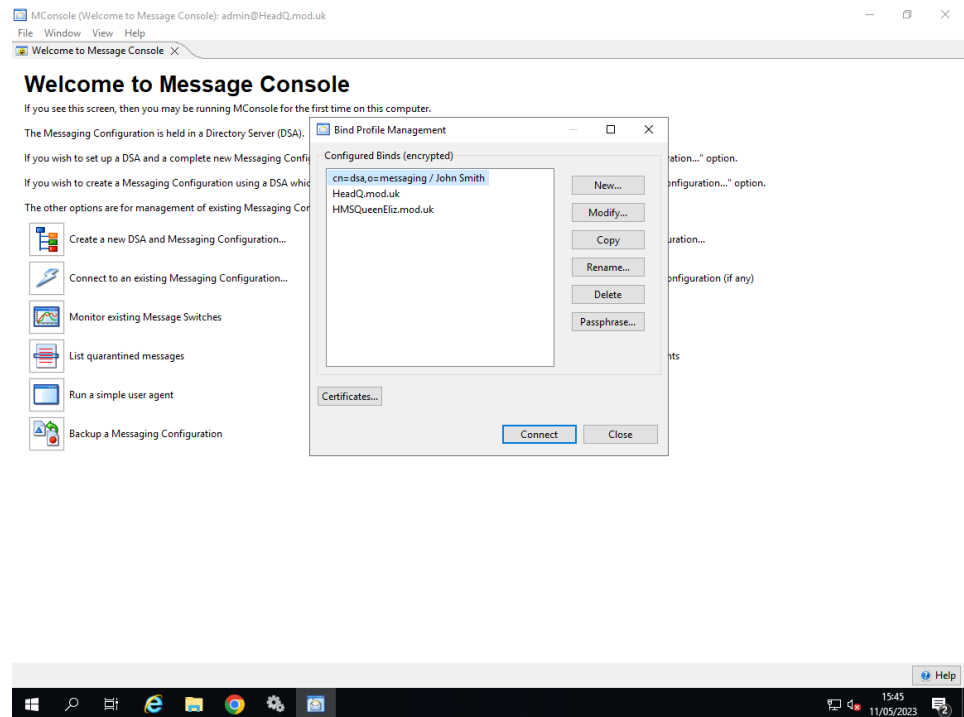 MConsole (Welcome to Message Console): admin@HeadQ.mod.uk
File Window View Help
Welcome to Message Console
Welcome to Message Console
If you see this screen, then you may be running MConsole for the first time on this computer.
The Messaging Configuration is held in a Directory Server (DSA).
If you wish to set up a DSA and a complete new Messaging Confi
ration..." option.
If you wish to create a Messaging Configuration using a DSA whic
onfiguration..." option.
The other options are for management of existing Messaging Cor
Create a new DSA and Messaging Configuration...
uration...
Connect to an existing Messaging Configuration...
onfiguration (if any)
Monitor existing Message Switches
List quarantined messages
nts
Run a simple user agent
Backup a Messaging Configuration
Bind Profile Management
Configured Binds (encrypted)
cn=dsa,o=messaging / John Smith
HeadQ.mod.uk
HMSQueenEliz.mod.uk
New...
Modify...
Copy
Rename...
Delete
Passphrase...
Certificates...
Connect
Close
Help
15:45
11/05/2023
2